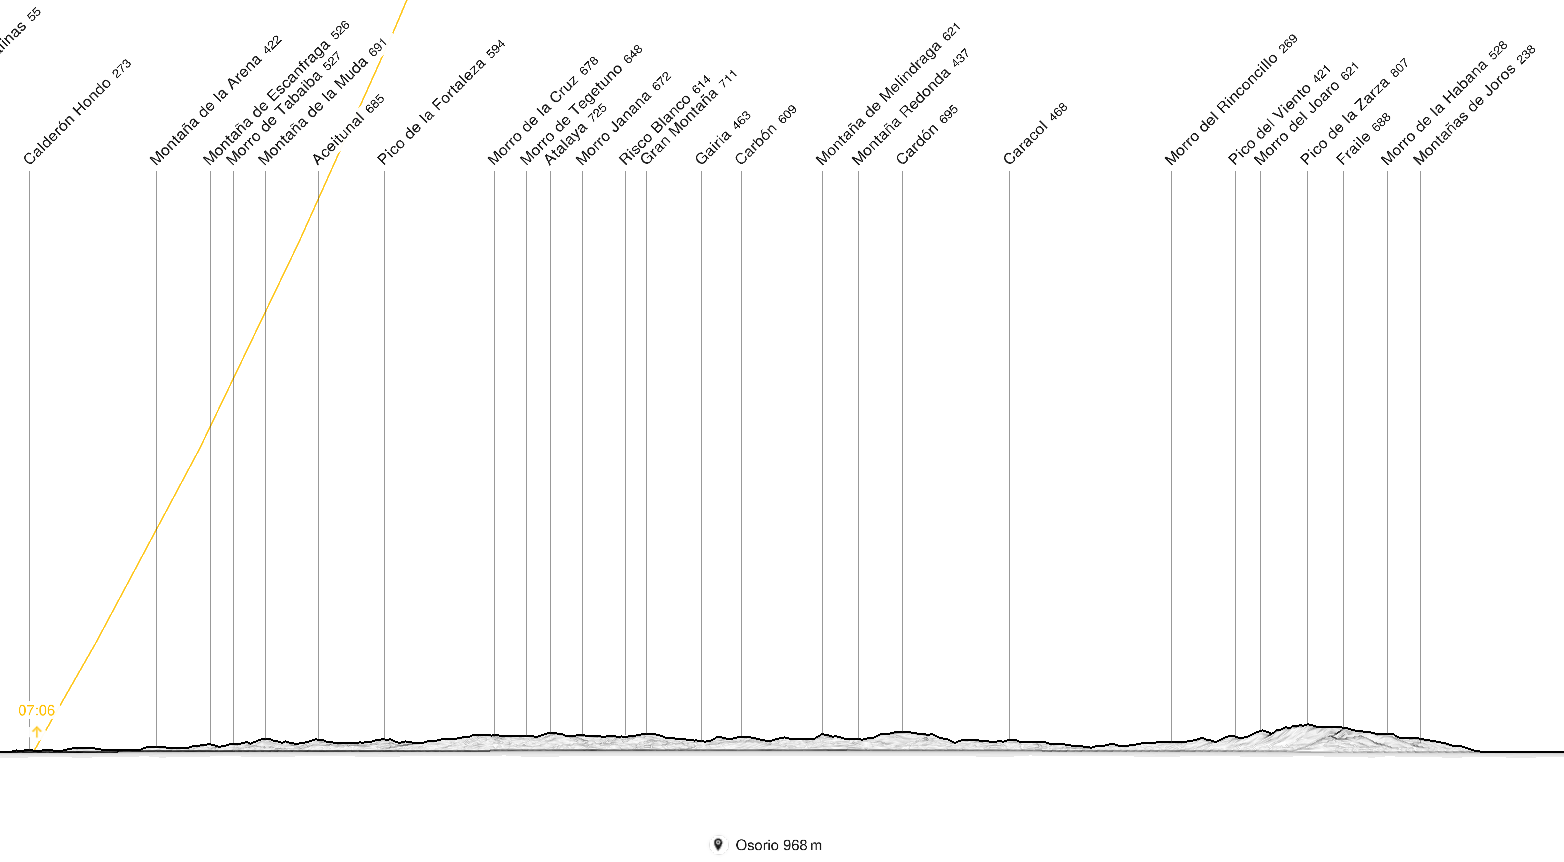 linas 55
Calderón Hondo 273
Montaña de la Arena 422
Montaña de Escanfraga 526
Morro de Tabaiba 527
Montaña de la Muda 691
Aceitunal 685
Pico de la Fortaleza 594
Morro de la Cruz 678
Morro de Tegetuno 648
Atalaya 725
Morro Janana 672
Risco Blanco 614
Gran Montaña 711
Gairía 463
Carbón 609
Montaña de Melindraga 621
Montaña Redonda 437
Cardón 695
Caracol 468
Morro del Rinconcillo 269
Pico del Viento 421
Morro del Joaro 621
Pico de la Zarza 807
Fraile 688
Morro de la Habana 528
Montañas de Joros 238
07:06
Osorio 968 m